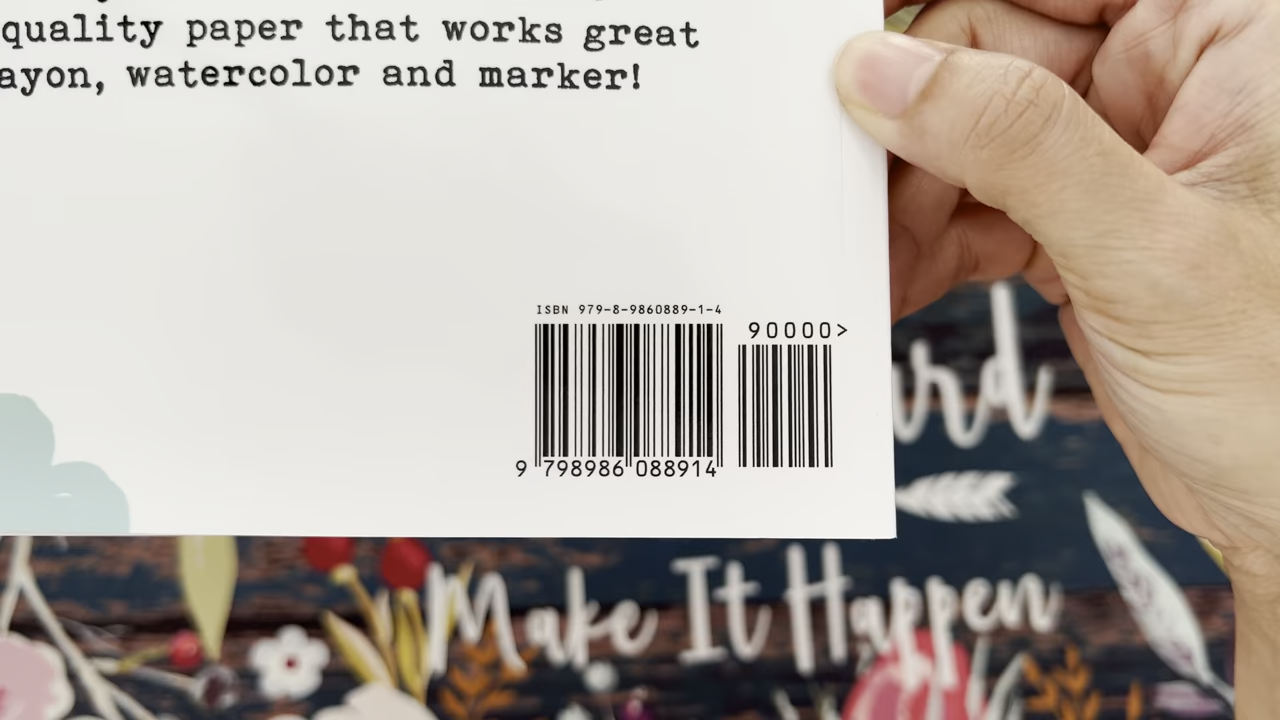 quality paper that works great
ayon, watercolor and marker!
ISBN 979-8-9860889-1-4
90000>
9 798986 088914
Make It Happen